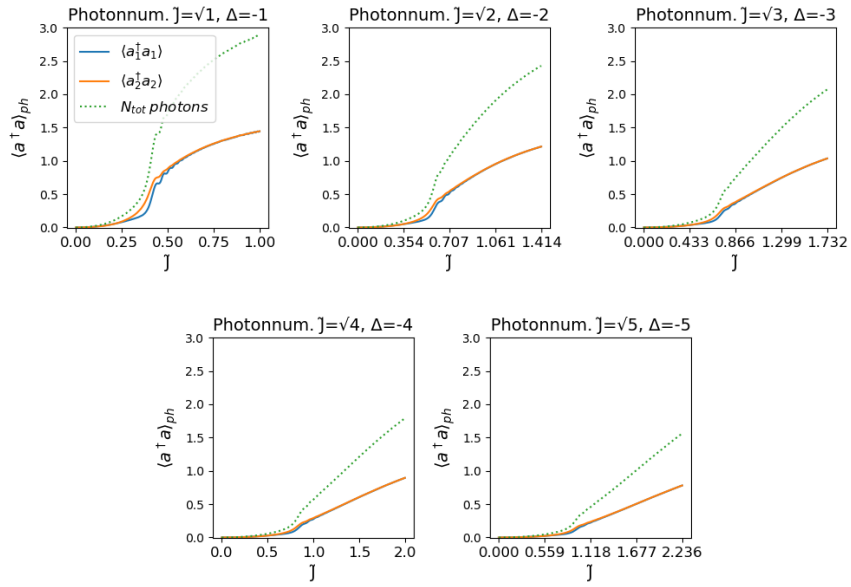 Photonnum. J̃=√1, Δ=-1
⟨a†a⟩ph
3.0
2.5
2.0
1.5
1.0
0.5
0.0
⟨a₁†a₁⟩
⟨a₂†a₂⟩
Ntot photons
0.00 0.25 0.50 0.75 1.00
J̃
Photonnum. J̃=√2, Δ=-2
⟨a†a⟩ph
3.0
2.5
2.0
1.5
1.0
0.5
0.0
0.000 0.354 0.707 1.061 1.414
J̃
Photonnum. J̃=√3, Δ=-3
⟨a†a⟩ph
3.0
2.5
2.0
1.5
1.0
0.5
0.0
0.000 0.433 0.866 1.299 1.732
J̃
Photonnum. J̃=√4, Δ=-4
⟨a†a⟩ph
3.0
2.5
2.0
1.5
1.0
0.5
0.0
0.0 0.5 1.0 1.5 2.0
J̃
Photonnum. J̃=√5, Δ=-5
⟨a†a⟩ph
3.0
2.5
2.0
1.5
1.0
0.5
0.0
0.000 0.559 1.118 1.677 2.236
J̃